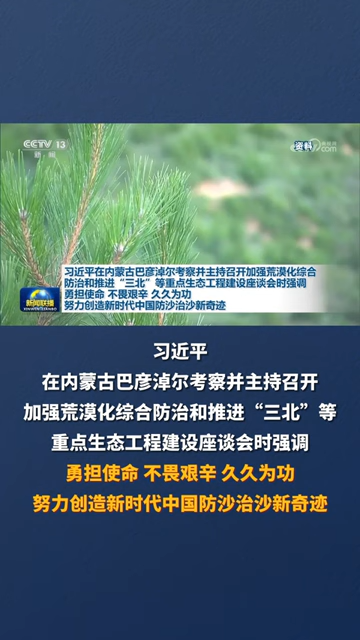 CCTV 13
新闻
资料
com
习近平在内蒙古巴彦淖尔考察并主持召开加强荒漠化综合
防治和推进“三北”等重点生态工程建设座谈会时强调
勇担使命 不畏艰辛 久久为功
努力创造新时代中国防沙治沙新奇迹
新闻联播
习近平
在内蒙古巴彦淖尔考察并主持召开
加强荒漠化综合防治和推进“三北”等
重点生态工程建设座谈会时强调
勇担使命 不畏艰辛 久久为功
努力创造新时代中国防沙治沙新奇迹